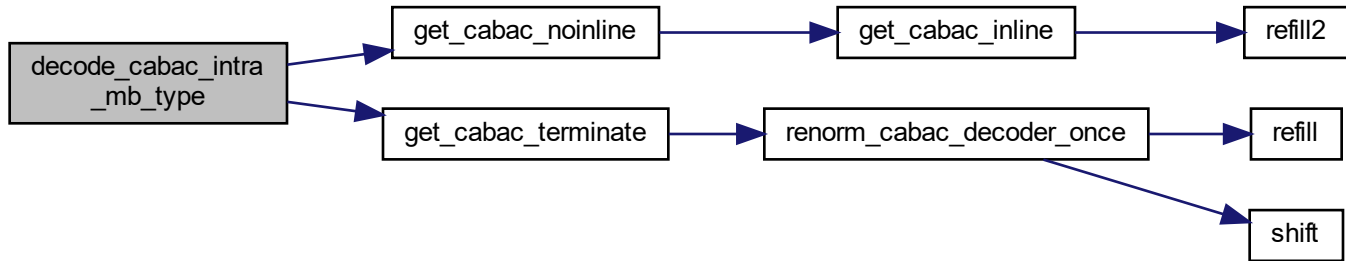 decode_cabac_intra
_mb_type
get_cabac_noinline
get_cabac_inline
refill2
get_cabac_terminate
renorm_cabac_decoder_once
refill
shift